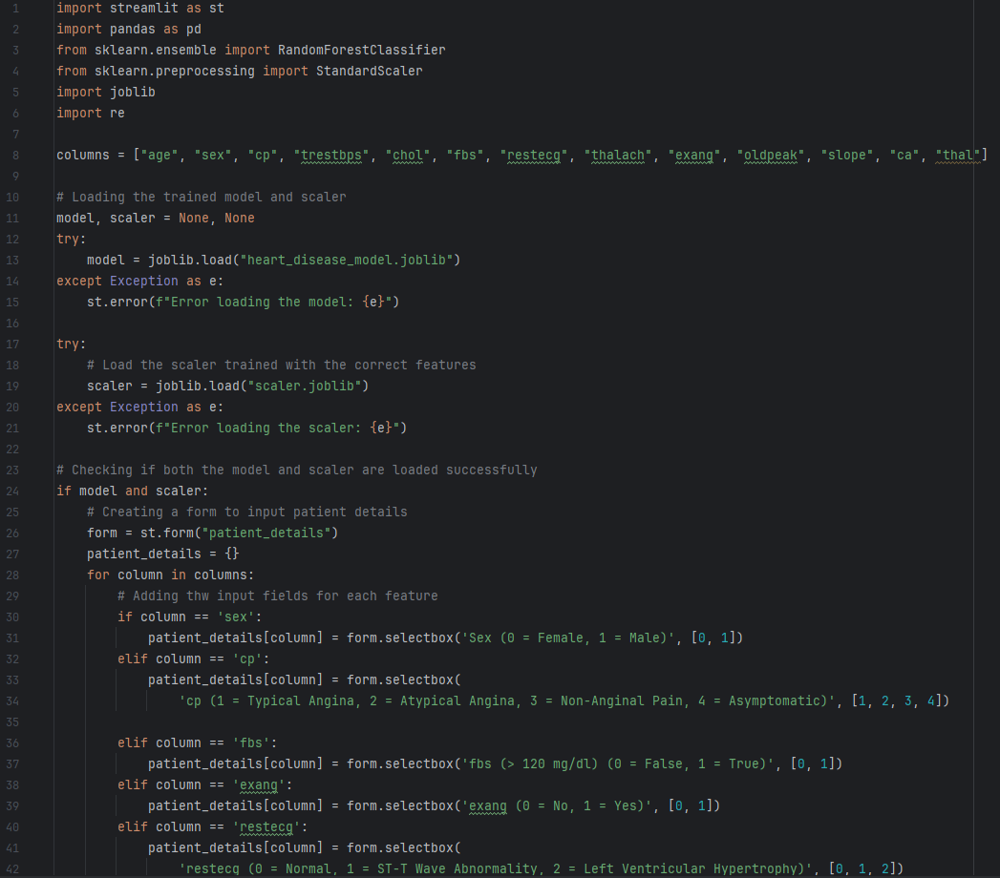 1 import streamlit as st
2 import pandas as pd
3 from sklearn.ensemble import RandomForestClassifier
4 from sklearn.preprocessing import StandardScaler
5 import joblib
6 import re
7
8 columns = ["age", "sex", "cp", "trestbps", "chol", "fbs", "restecg", "thalach", "exang", "oldpeak", "slope", "ca", "thal"]
9
10 # Loading the trained model and scaler
11 model, scaler = None, None
12 try:
13     model = joblib.load("heart_disease_model.joblib")
14 except Exception as e:
15     st.error(f"Error loading the model: {e}")
16
17 try:
18     # Load the scaler trained with the correct features
19     scaler = joblib.load("scaler.joblib")
20 except Exception as e:
21     st.error(f"Error loading the scaler: {e}")
22
23 # Checking if both the model and scaler are loaded successfully
24 if model and scaler:
25     # Creating a form to input patient details
26     form = st.form("patient_details")
27     patient_details = {}
28     for column in columns:
29         # Adding thw input fields for each feature
30         if column == 'sex':
31             patient_details[column] = form.selectbox('Sex (0 = Female, 1 = Male)', [0, 1])
32         elif column == 'cp':
33             patient_details[column] = form.selectbox(
34                 'cp (1 = Typical Angina, 2 = Atypical Angina, 3 = Non-Anginal Pain, 4 = Asymptomatic)', [1, 2, 3, 4])
35
36         elif column == 'fbs':
37             patient_details[column] = form.selectbox('fbs (> 120 mg/dl) (0 = False, 1 = True)', [0, 1])
38         elif column == 'exang':
39             patient_details[column] = form.selectbox('exang (0 = No, 1 = Yes)', [0, 1])
40         elif column == 'restecg':
41             patient_details[column] = form.selectbox(
42                 'restecg (0 = Normal, 1 = ST-T Wave Abnormality, 2 = Left Ventricular Hypertrophy)', [0, 1, 2])